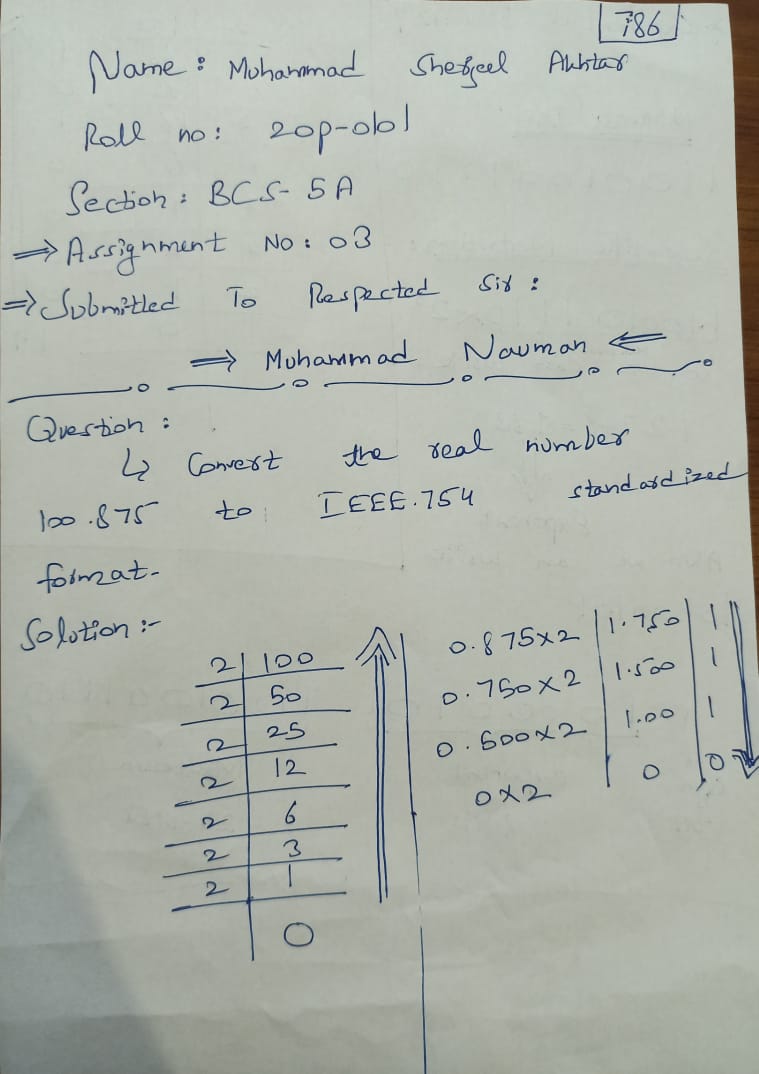 786
Name : Muhammad Sherjeel Akhtar
Roll no : 20p-0101
Section : BCS- 5A
⇒ Assignment No : 03
⇒ Submitted To Respected Sir :
⇒ Muhammad Nauman ⇐
Question :
↳ Convert the real number
100.875 to IEEE.754 standardized
format-
Solution :-
2 | 100
2 | 50
2 | 25
2 | 12
2 | 6
2 | 3
2 | 1
0
0.875×2 | 1.750 | 1
0.750×2 | 1.500 | 1
0.500×2 | 1.00 | 1
0×2 | 0 | 0